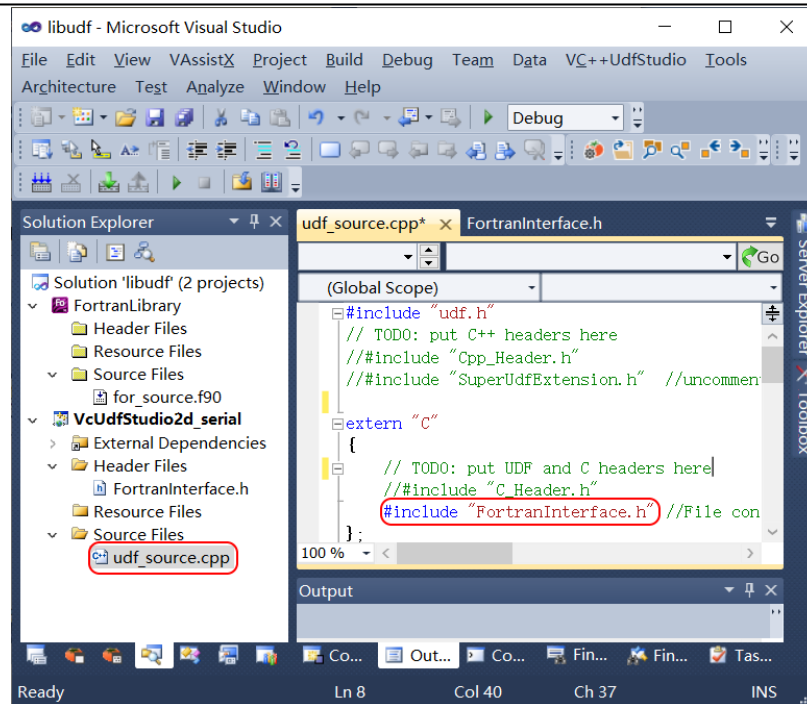 libudf - Microsoft Visual Studio
File Edit View VAssistX Project Build Debug Team Data VC++UdfStudio Tools
Architecture Test Analyze Window Help
Debug
Solution Explorer
Solution 'libudf' (2 projects)
FortranLibrary
Header Files
Resource Files
Source Files
for_source.f90
VcUdfStudio2d_serial
External Dependencies
Header Files
FortranInterface.h
Resource Files
Source Files
udf_source.cpp
udf_source.cpp* FortranInterface.h
Go
(Global Scope)
#include "udf.h"
// TODO: put C++ headers here
//#include "Cpp_Header.h"
//#include "SuperUdfExtension.h" //uncommen
extern "C"
{
// TODO: put UDF and C headers here
//#include "C_Header.h"
#include "FortranInterface.h" //File con
};
100 %
Output
Server Explorer
Toolbox
Co... Out... Co... Fin... Fin... Tas...
Ready Ln 8 Col 40 Ch 37 INS